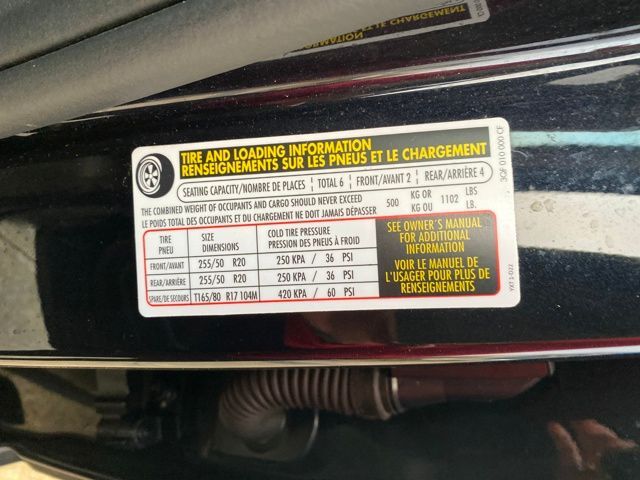 TIRE AND LOADING INFORMATION
RENSEIGNEMENTS SUR LES PNEUS ET LE CHARGEMENT
SEATING CAPACITY/NOMBRE DE PLACES TOTAL 6 FRONT/AVANT 2 REAR/ARRIÈRE 4
THE COMBINED WEIGHT OF OCCUPANTS AND CARGO SHOULD NEVER EXCEED 500 KG OR 1102 LBS
LE POIDS TOTAL DES OCCUPANTS ET DU CHARGEMENT NE DOIT JAMAIS DÉPASSER KG OU LB.
TIRE SIZE COLD TIRE PRESSURE
PNEU DIMENSIONS PRESSION DES PNEUS À FROID
FRONT/AVANT 255/50 R20 250 KPA / 36 PSI
REAR/ARRIÈRE 255/50 R20 250 KPA / 36 PSI
SPARE/DE SECOURS T165/80 R17 104M 420 KPA / 60 PSI
SEE OWNER'S MANUAL
FOR ADDITIONAL
INFORMATION
VOIR LE MANUEL DE
L'USAGER POUR PLUS DE
RENSEIGNEMENTS
3QF 010 000 CF